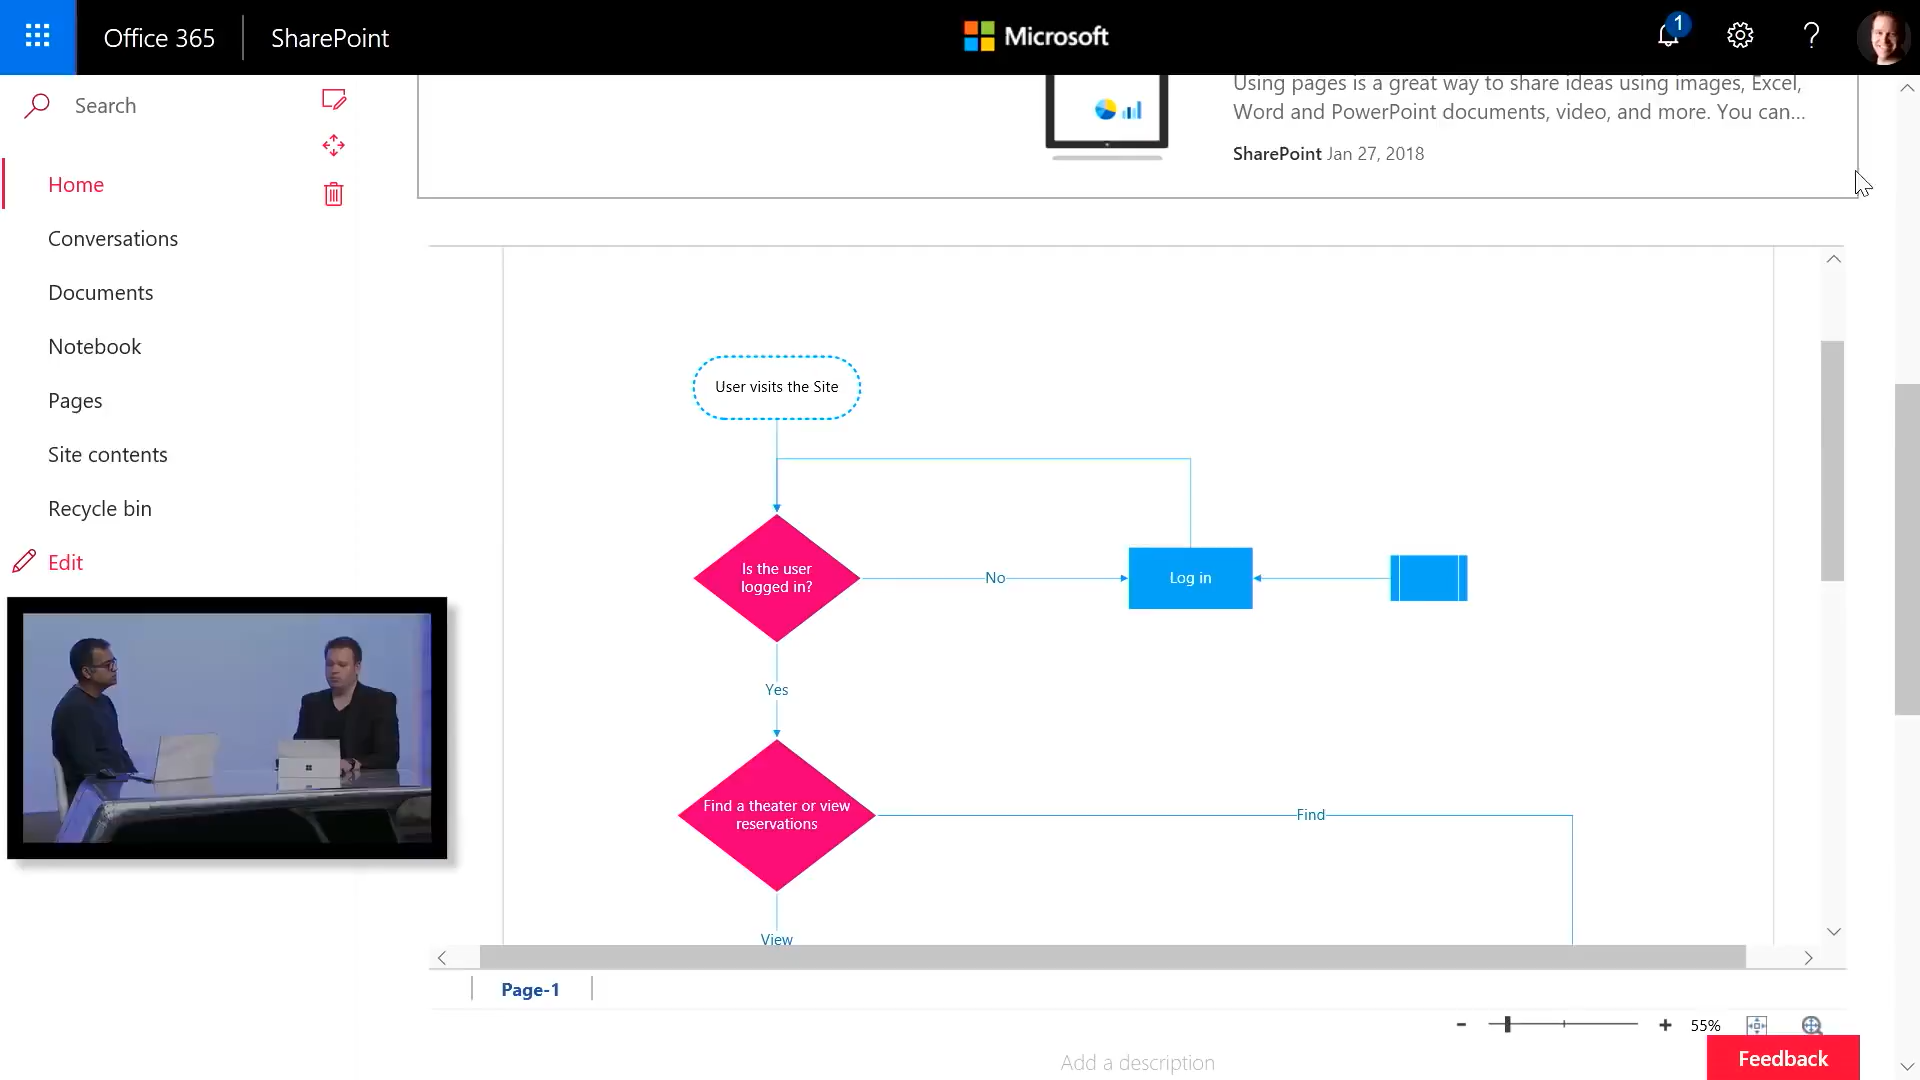 Office 365
SharePoint
Microsoft
1
Search
Home
Conversations
Documents
Notebook
Pages
Site contents
Recycle bin
Edit
Using pages is a great way to share ideas using images, Excel,
Word and PowerPoint documents, video, and more. You can...
SharePoint Jan 27, 2018
User visits the Site
Is the user
logged in?
No
Log in
Yes
Find a theater or view
reservations
Find
View
Page-1
55%
Add a description
Feedback